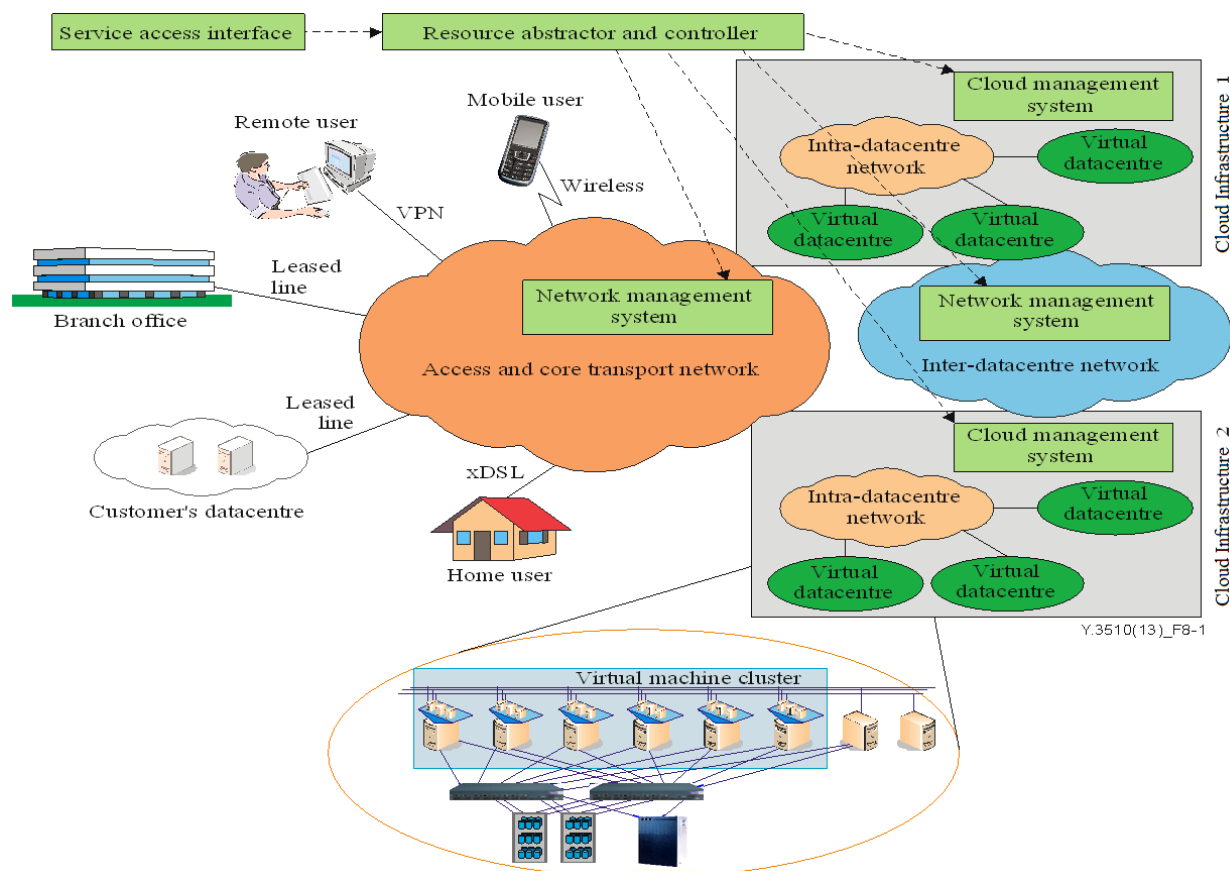 Service access interface
Resource abstractor and controller
Cloud Infrastructure 1
Cloud management
system
Mobile user
Remote user
Intra-datacentre
network
Virtual
datacentre
Wireless
VPN
Virtual
datacentre
Virtual
datacentre
Leased
line
Branch office
Network management
system
Network management
system
Access and core transport network
Inter-datacentre network
Leased
line
Customer's datacentre
xDSL
Home user
Cloud Infrastructure 2
Cloud management
system
Intra-datacentre
network
Virtual
datacentre
Virtual
datacentre
Virtual
datacentre
Y.3510(13)_F8-1
Virtual machine cluster